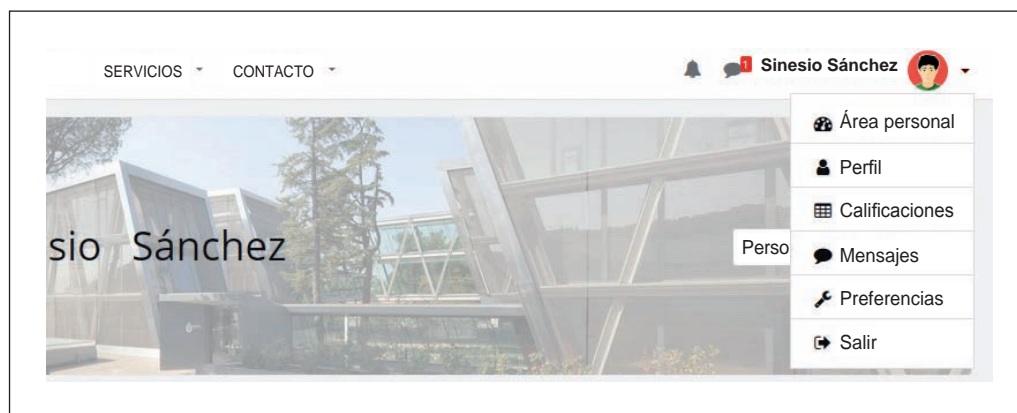 SERVICIOS CONTACTO 1 Sinesio Sánchez
Área personal
Perfil
Calificaciones
sio Sánchez
Perso
Mensajes
Preferencias
Salir